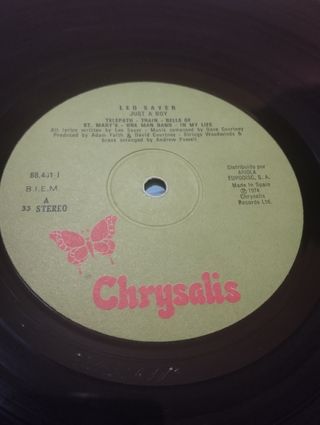 LEO SAYER
JUST A BOY
TELEPATH - TRAIN - BELLS OF
ST. MARY'S - ONE MAN BAND - IN MY LIFE
All lyrics written by Leo Sayer - Music composed by Dave Courtney
Produced by Adam Faith & David Courtney - Strings Woodwinds &
Brass arranged by Andrew Powell
88.431 I
B.I.E.M.
A
33 STEREO
Distribuido por
ARIOLA
EURODISC, S. A.
Made in Spain
℗ 1974
Chrysalis
Records Ltd.
Chrysalis